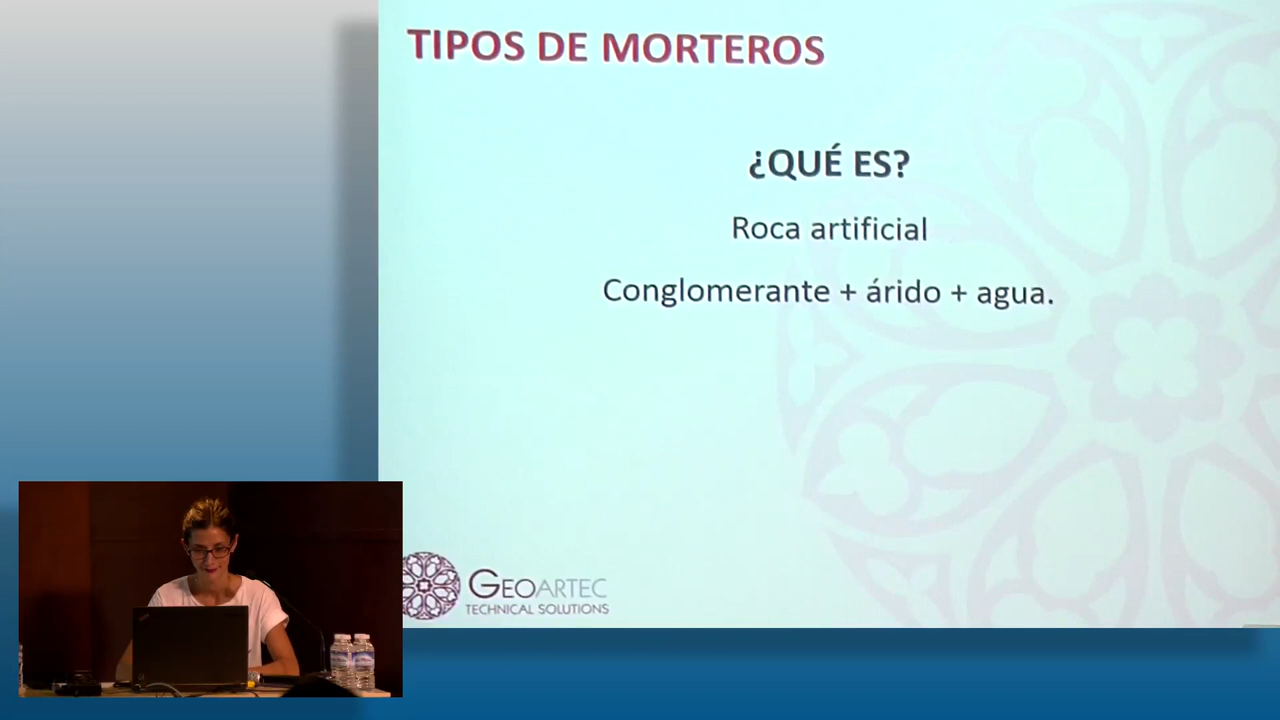 TIPOS DE MORTEROS
¿QUÉ ES?
Roca artificial
Conglomerante + árido + agua.
GEOARTEC
TECHNICAL SOLUTIONS